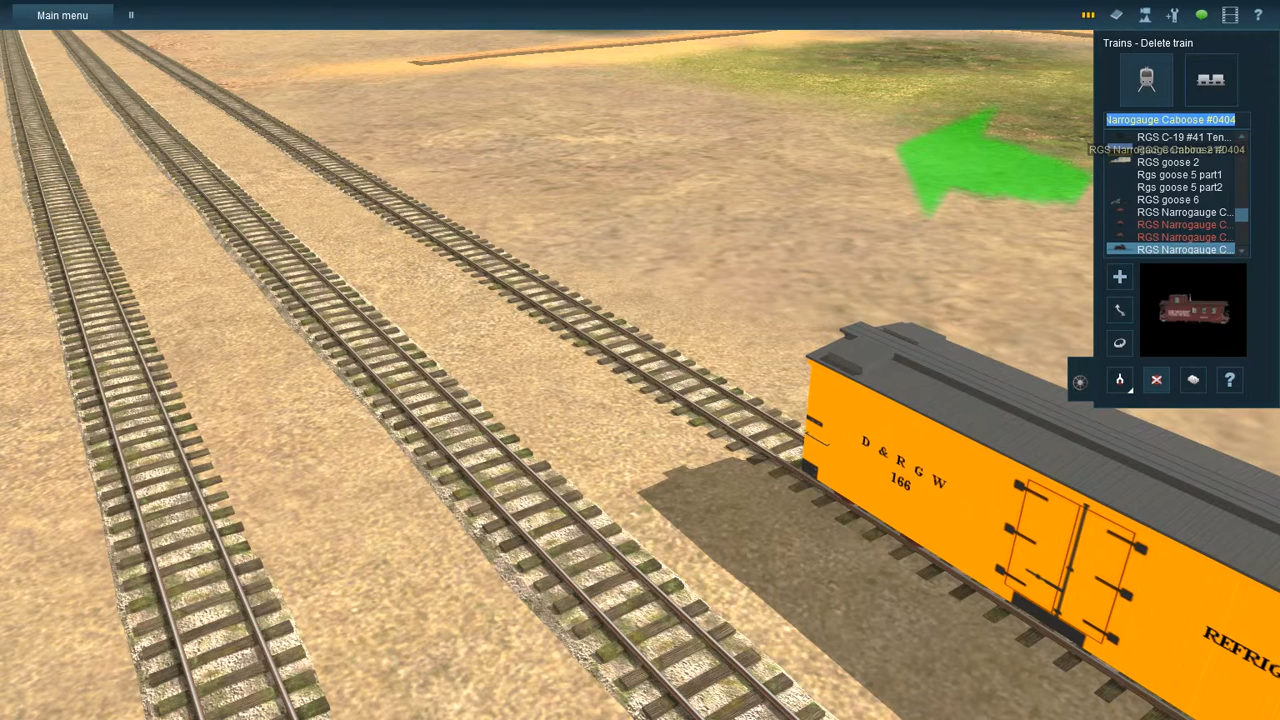 Main menu
?
Trains - Delete train
Narrogauge Caboose #0404
RGS C-19 #41 Ten...
RGS goose 2
Rgs goose 5 part1
Rgs goose 5 part2
RGS goose 6
RGS Narrogauge C...
RGS Narrogauge C...
RGS Narrogauge C...
RGS Narrogauge C...
?
D & R G W
166
REFRIG